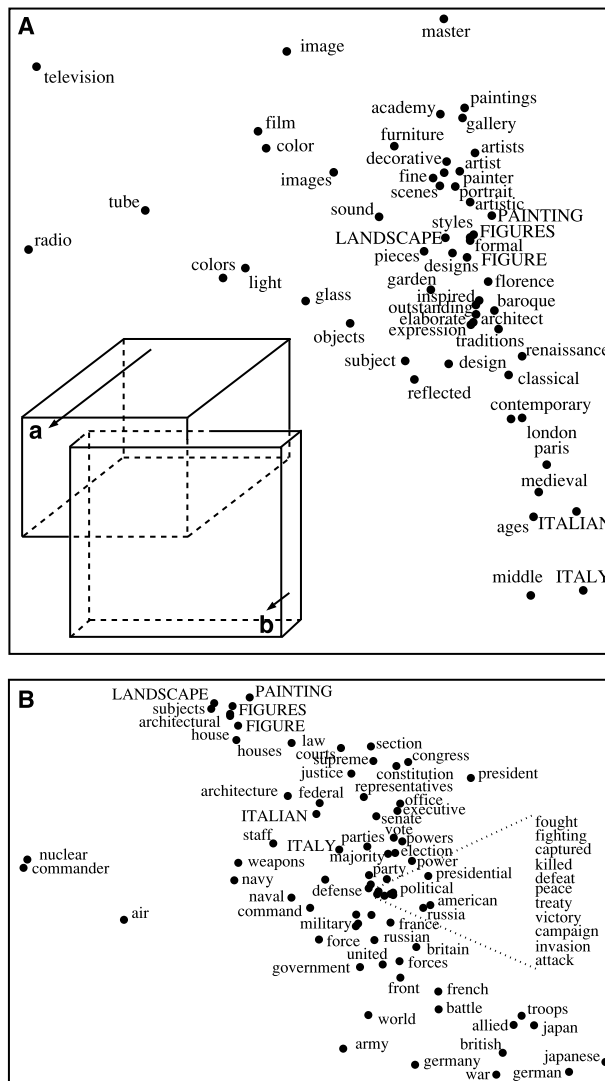 A
master
image
television
paintings
academy
gallery
film
furniture
color
artists
decorative
artist
fine
painter
images
scenes
portrait
artistic
tube
sound
PAINTING
styles
FIGURES
LANDSCAPE
formal
radio
pieces
designs
FIGURE
colors
light
garden
florence
glass
inspired
baroque
outstanding
elaborate
architect
objects
expression
traditions
renaissance
subject
design
classical
reflected
contemporary
a
london
paris
medieval
ages
ITALIAN
middle
ITALY
b
B
LANDSCAPE
PAINTING
subjects
FIGURES
architectural
FIGURE
house
houses
law
section
courts
supreme
congress
justice
constitution
president
representatives
architecture
federal
office
executive
ITALIAN
senate
fought
staff
parties
vote
powers
fighting
ITALY
captured
majority
election
nuclear
weapons
power
killed
commander
party
presidential
defeat
navy
defense
political
peace
naval
american
treaty
command
russia
victory
air
military
france
campaign
force
russian
britain
invasion
united
attack
government
forces
front
french
battle
troops
world
allied
japan
army
british
japanese
germany
war
german